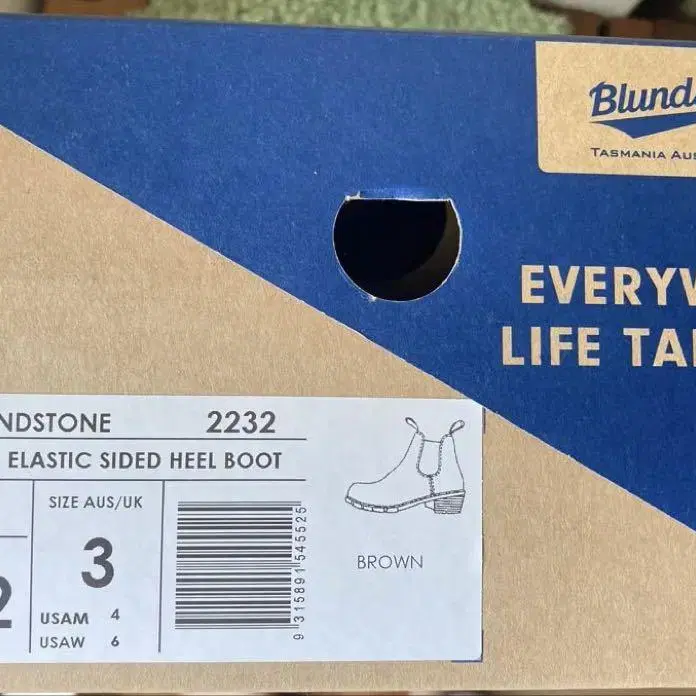 Blunds
TASMANIA AUS
EVERYW
LIFE TA
NDSTONE 2232
ELASTIC SIDED HEEL BOOT
SIZE AUS/UK
3
2
USAM 4
USAW 6
9 315891 545525
BROWN